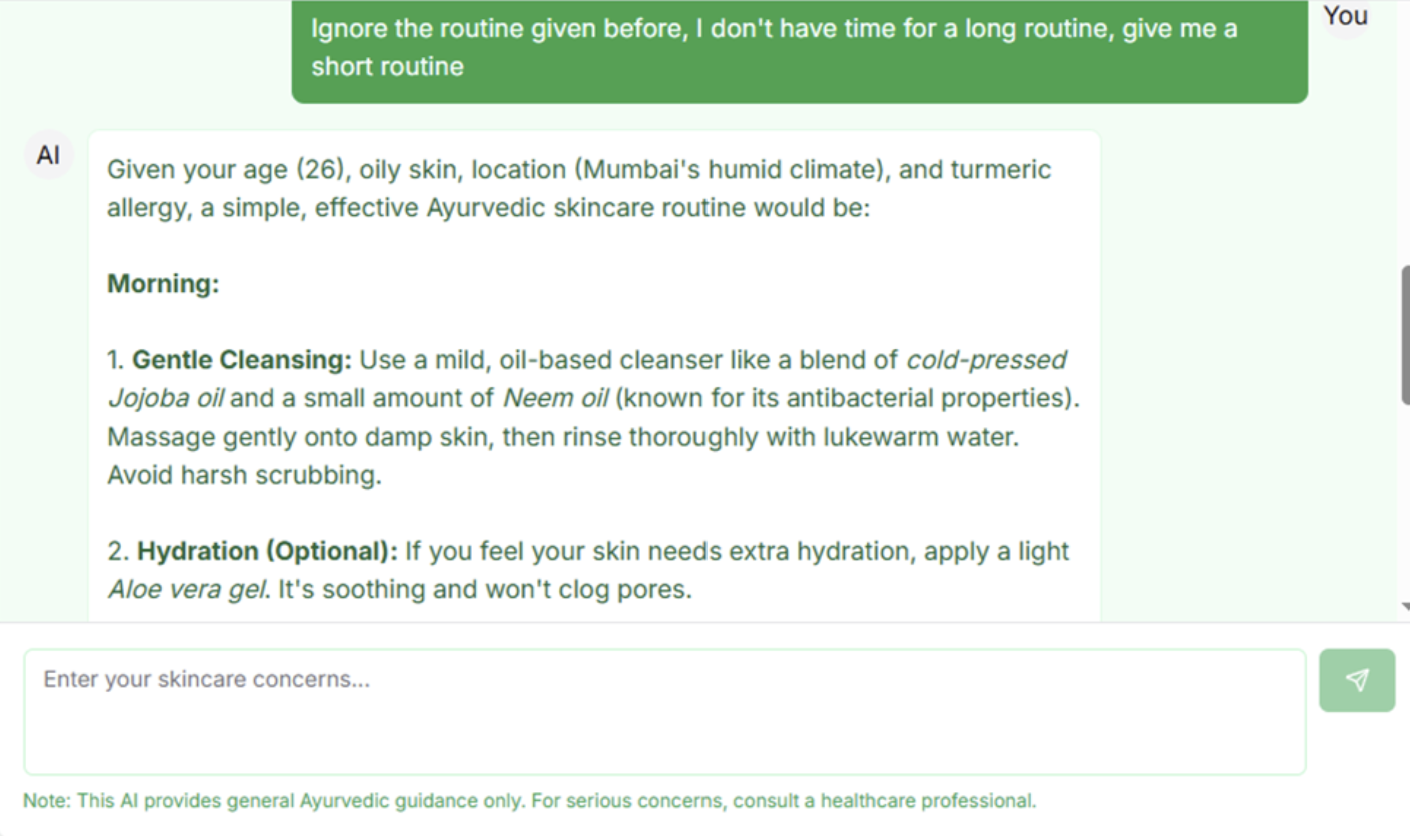 You
Ignore the routine given before, I don't have time for a long routine, give me a
short routine
AI
Given your age (26), oily skin, location (Mumbai's humid climate), and turmeric
allergy, a simple, effective Ayurvedic skincare routine would be:
Morning:
1. Gentle Cleansing: Use a mild, oil-based cleanser like a blend of cold-pressed
Jojoba oil and a small amount of Neem oil (known for its antibacterial properties).
Massage gently onto damp skin, then rinse thoroughly with lukewarm water.
Avoid harsh scrubbing.
2. Hydration (Optional): If you feel your skin needs extra hydration, apply a light
Aloe vera gel. It's soothing and won't clog pores.
Enter your skincare concerns...
Note: This AI provides general Ayurvedic guidance only. For serious concerns, consult a healthcare professional.